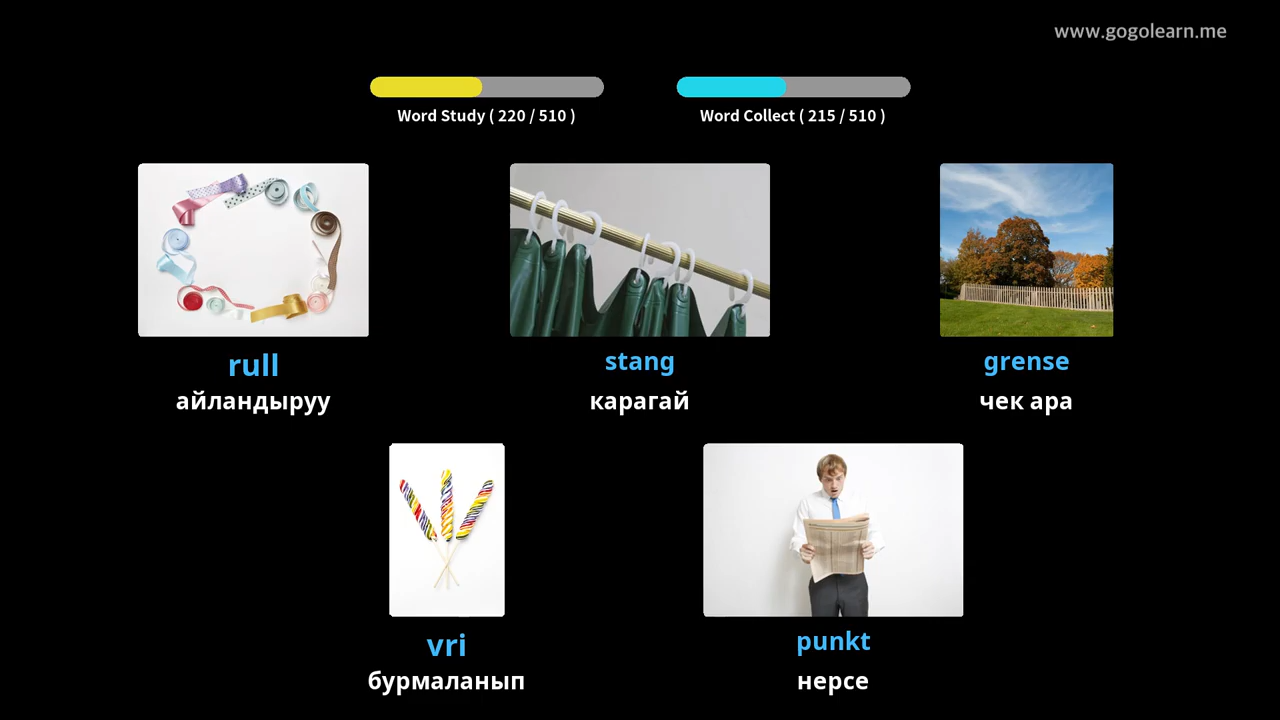 www.gogolearn.me
Word Study ( 220 / 510 )
Word Collect ( 215 / 510 )
rull
айландыруу
stang
карагай
grense
чек ара
vri
бурмаланып
punkt
нерсе